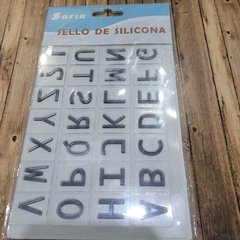 SELLO DE SILICONA
A B C D E F G
H I J K L M N
O P Q R S T U
V W X Y Z ? !